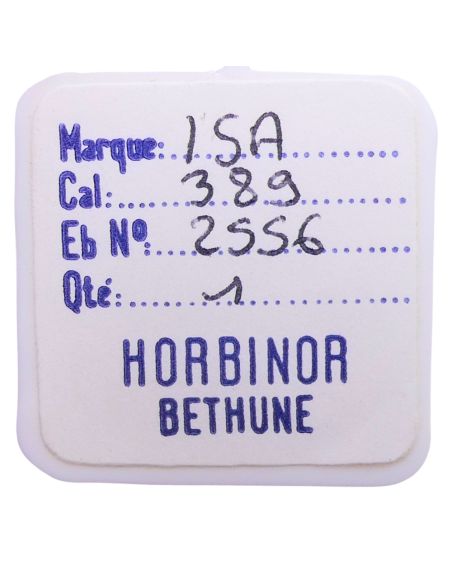 Marque: ISA
Cal: 389
Eb Nº: 2556
Qté: 1
HORBINOR
BETHUNE